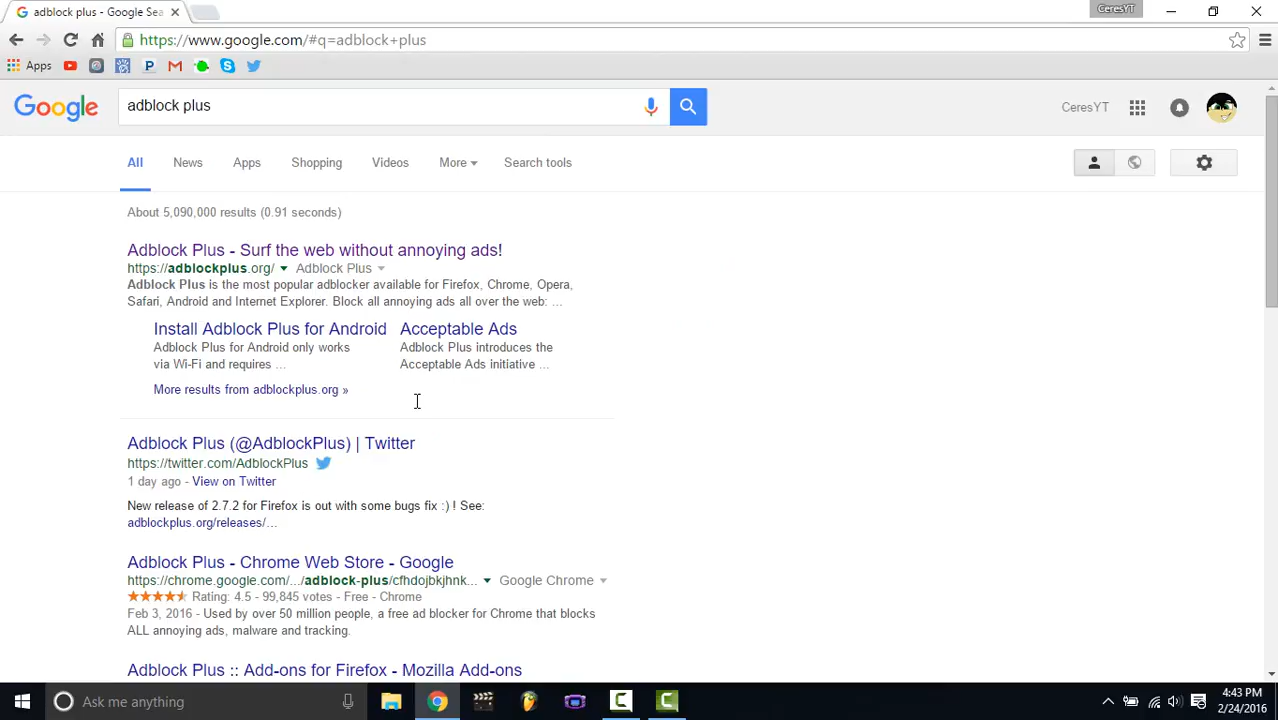 adblock plus - Google Sea
CeresYT
https://www.google.com/#q=adblock+plus
Apps
Google
adblock plus
CeresYT
All News Apps Shopping Videos More Search tools
About 5,090,000 results (0.91 seconds)
Adblock Plus - Surf the web without annoying ads!
https://adblockplus.org/ Adblock Plus
Adblock Plus is the most popular adblocker available for Firefox, Chrome, Opera,
Safari, Android and Internet Explorer. Block all annoying ads all over the web: ...
Install Adblock Plus for Android
Adblock Plus for Android only works
via Wi-Fi and requires ...
Acceptable Ads
Adblock Plus introduces the
Acceptable Ads initiative ...
More results from adblockplus.org »
Adblock Plus (@AdblockPlus) | Twitter
https://twitter.com/AdblockPlus
1 day ago - View on Twitter
New release of 2.7.2 for Firefox is out with some bugs fix :) ! See:
adblockplus.org/releases/...
Adblock Plus - Chrome Web Store - Google
https://chrome.google.com/.../adblock-plus/cfhdojbkjhnk... Google Chrome
Rating: 4.5 - 99,845 votes - Free - Chrome
Feb 3, 2016 - Used by over 50 million people, a free ad blocker for Chrome that blocks
ALL annoying ads, malware and tracking.
Adblock Plus :: Add-ons for Firefox - Mozilla Add-ons
Ask me anything
4:43 PM
2/24/2016